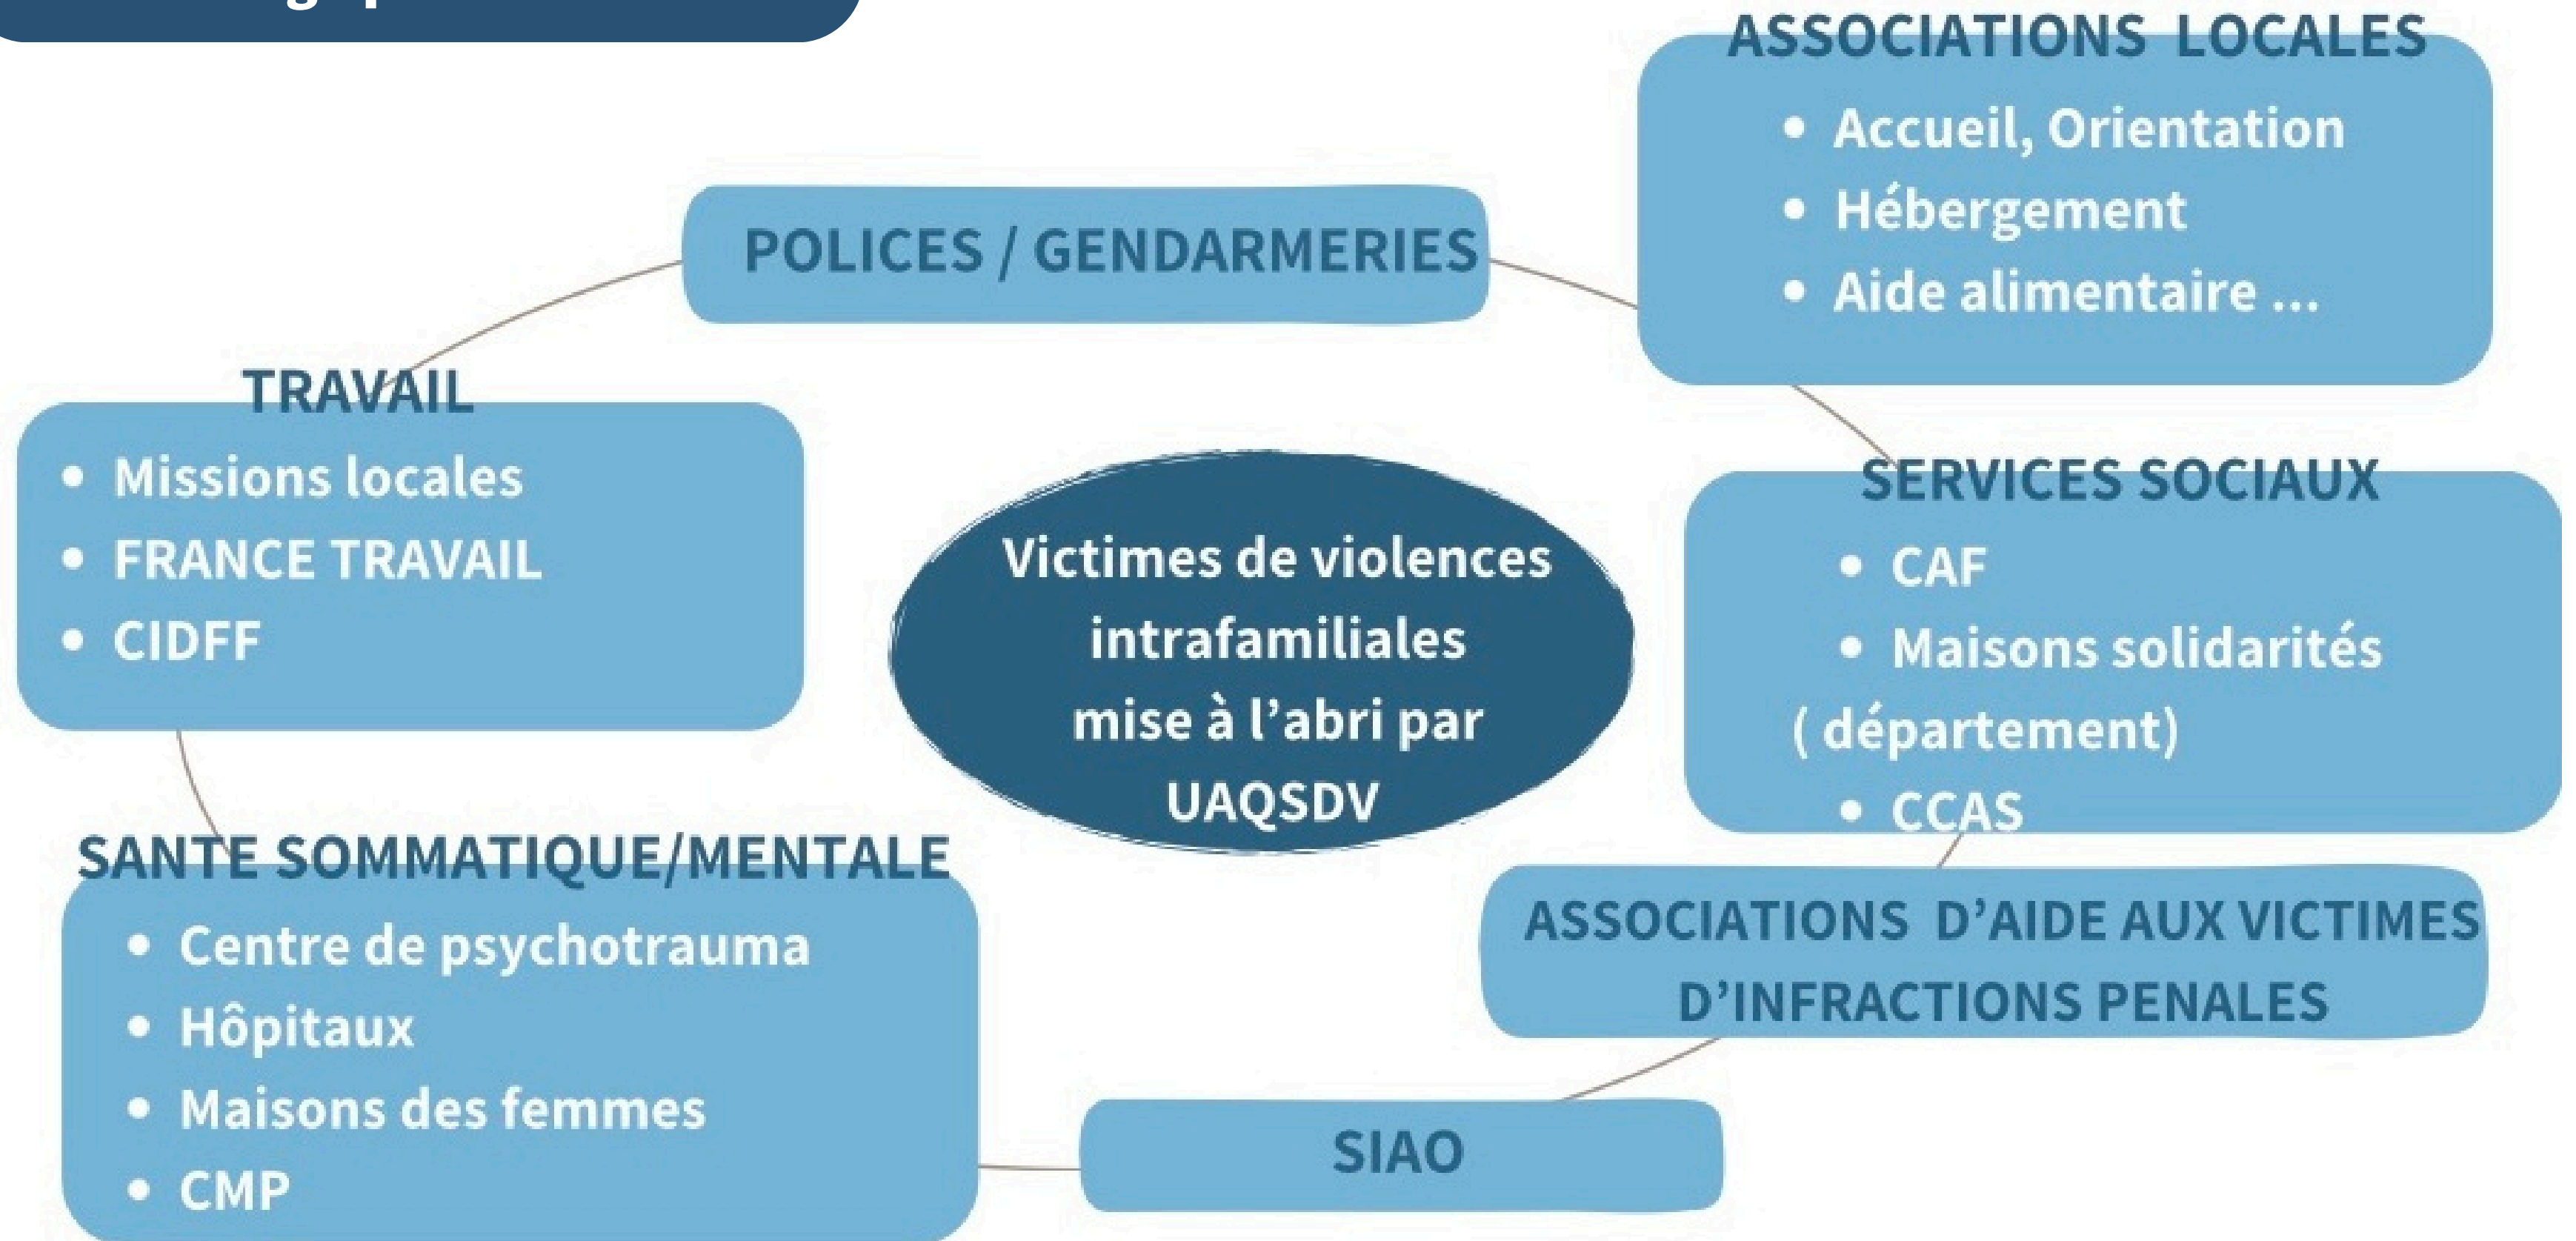 ASSOCIATIONS LOCALES
• Accueil, Orientation
• Hébergement
• Aide alimentaire ...
POLICES / GENDARMERIES
TRAVAIL
• Missions locales
• FRANCE TRAVAIL
• CIDFF
Victimes de violences
intrafamiliales
mise à l’abri par
UAQSDV
SERVICES SOCIAUX
• CAF
• Maisons solidarités
( département)
• CCAS
SANTE SOMMATIQUE/MENTALE
• Centre de psychotrauma
• Hôpitaux
• Maisons des femmes
• CMP
ASSOCIATIONS D’AIDE AUX VICTIMES
D’INFRACTIONS PENALES
SIAO